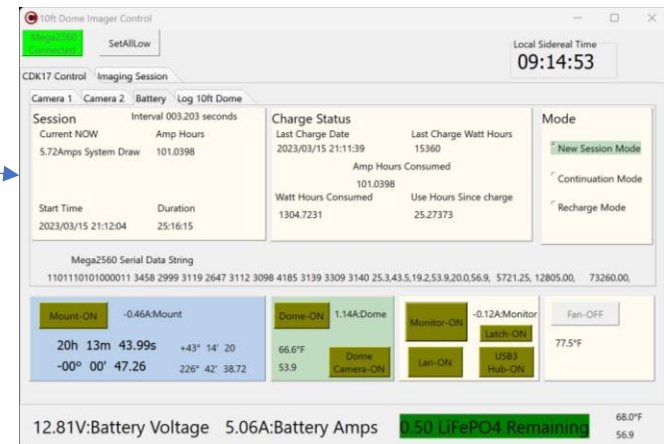 10ft Dome Imager Control
Mega2560 Connected
SetAllLow
Local Sidereal Time
09:14:53
CDK17 Control Imaging Session
Camera 1 Camera 2 Battery Log 10ft Dome
Session Interval 003.203 seconds
Current NOW Amp Hours
5.72Amps System Draw 101.0398
Start Time Duration
2023/03/15 21:12:04 25:16:15
Charge Status
Last Charge Date Last Charge Watt Hours
2023/03/15 21:11:39 15360
Amp Hours Consumed
101.0398
Watt Hours Consumed Use Hours Since charge
1304.7231 25.27373
Mode
New Session Mode
Continuation Mode
Recharge Mode
Mega2560 Serial Data String
1101110101000011 3458 2999 3119 2647 3112 3098 4185 3139 3309 3140 25.3,43.5,19.2,53.9,20.0,56.9, 5721.25, 12805.00, 73260.00,
Mount-ON -0.46A:Mount
20h 13m 43.99s +43° 14' 20
-00° 00' 47.26 226° 42' 38.72
Dome-ON 1.14A:Dome
66.6°F
53.9
Dome Camera-ON
Monitor-ON -0.12A:Monitor
Latch-ON
Lan-ON
USB3 Hub-ON
Fan-OFF
77.5°F
12.81V:Battery Voltage 5.06A:Battery Amps 0.50 LiFePO4 Remaining
68.0°F
56.9